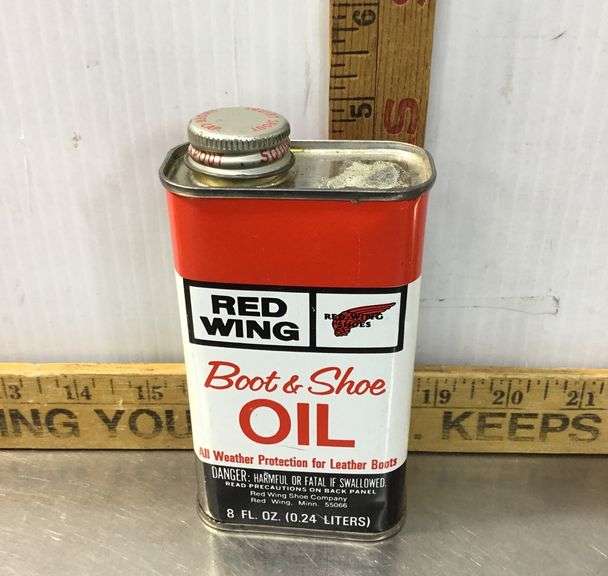 6
5
S
RED
WING
RED WING
SHOES
Boot & Shoe
OIL
All Weather Protection for Leather Boots
DANGER: HARMFUL OR FATAL IF SWALLOWED.
READ PRECAUTIONS ON BACK PANEL
Red Wing Shoe Company
Red Wing, Minn. 55066
8 FL. OZ. (0.24 LITERS)
3 14 15 19 20 21
ING YOU KEEPS